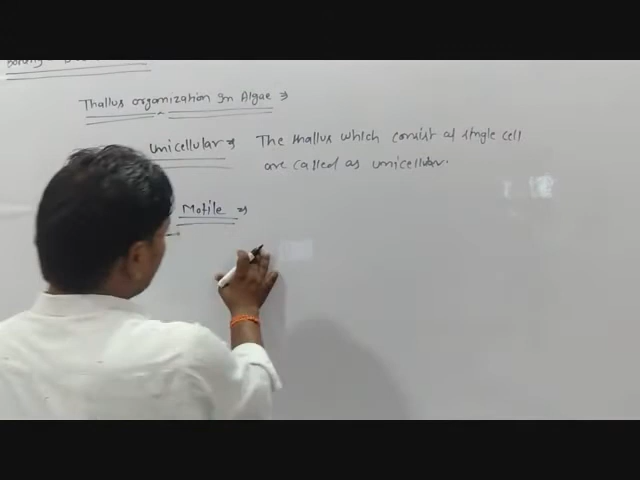 Thallus organization In Algae ⇒
Unicellular ⇒ The thallus which consist of single cell
are called as unicellular.
Motile ⇒